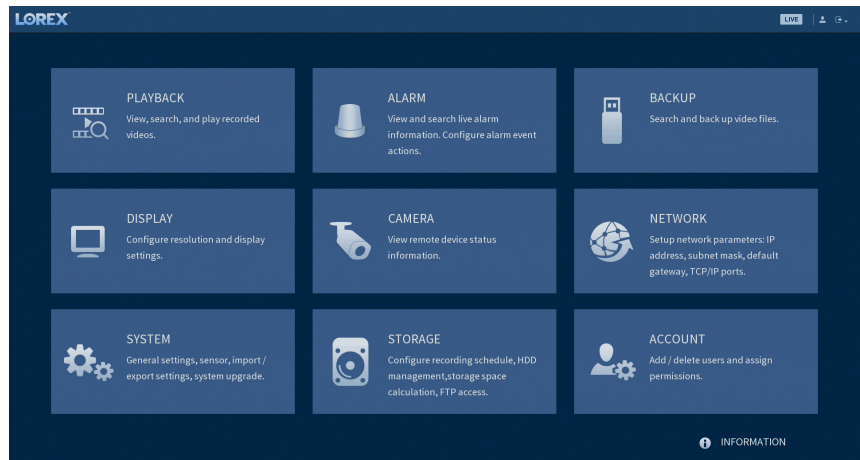 LOREX
LIVE
PLAYBACK
View, search, and play recorded
videos.
ALARM
View and search live alarm
information. Configure alarm event
actions.
BACKUP
Search and back up video files.
DISPLAY
Configure resolution and display
settings.
CAMERA
View remote device status
information.
NETWORK
Setup network parameters: IP
address, subnet mask, default
gateway, TCP/IP ports.
SYSTEM
General settings, sensor, import /
export settings, system upgrade.
STORAGE
Configure recording schedule, HDD
management,storage space
calculation, FTP access.
ACCOUNT
Add / delete users and assign
permissions.
INFORMATION